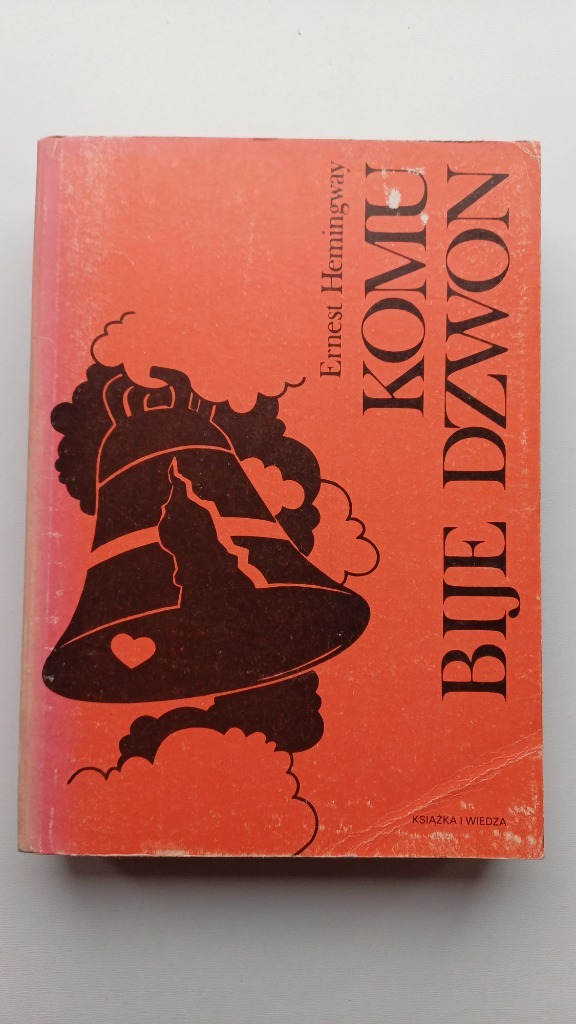 Ernest Hemingway
KOMU
BIJE DZWON
KSIĄŻKA I WIEDZA